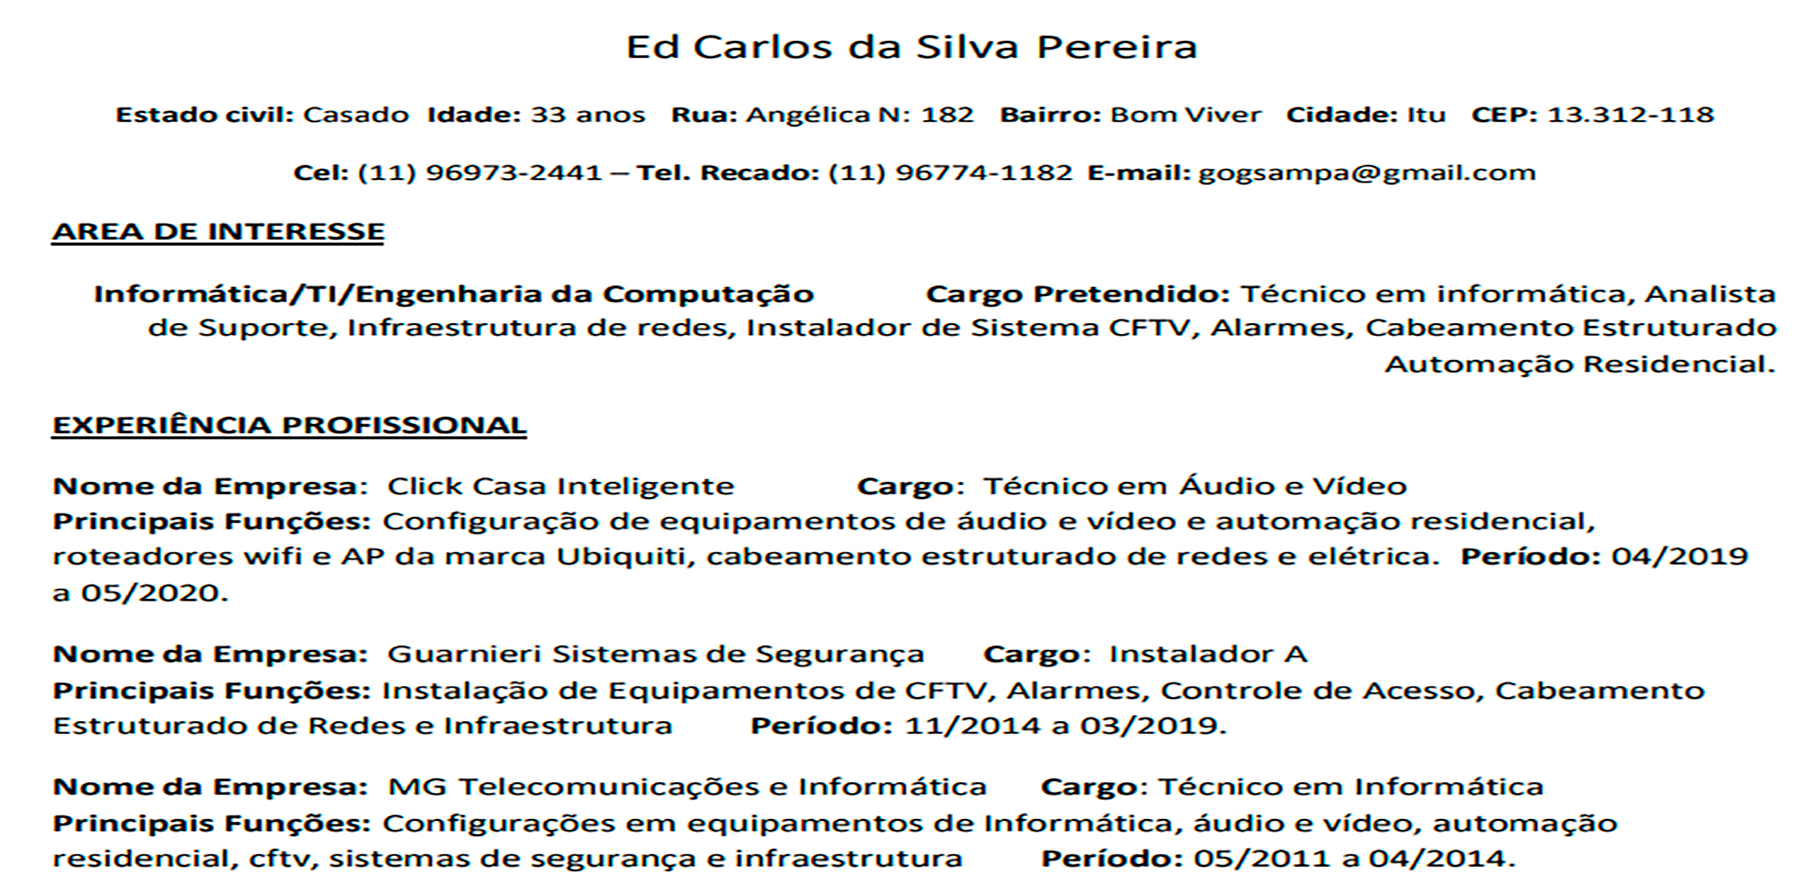 Ed Carlos da Silva Pereira
Estado civil: Casado Idade: 33 anos Rua: Angélica N: 182 Bairro: Bom Viver Cidade: Itu CEP: 13.312-118
Cel: (11) 96973-2441 – Tel. Recado: (11) 96774-1182 E-mail: gogsampa@gmail.com
AREA DE INTERESSE
Informática/TI/Engenharia da Computação Cargo Pretendido: Técnico em informática, Analista
de Suporte, Infraestrutura de redes, Instalador de Sistema CFTV, Alarmes, Cabeamento Estruturado
Automação Residencial.
EXPERIÊNCIA PROFISSIONAL
Nome da Empresa: Click Casa Inteligente Cargo: Técnico em Áudio e Vídeo
Principais Funções: Configuração de equipamentos de áudio e vídeo e automação residencial,
roteadores wifi e AP da marca Ubiquiti, cabeamento estruturado de redes e elétrica. Período: 04/2019
a 05/2020.
Nome da Empresa: Guarnieri Sistemas de Segurança Cargo: Instalador A
Principais Funções: Instalação de Equipamentos de CFTV, Alarmes, Controle de Acesso, Cabeamento
Estruturado de Redes e Infraestrutura Período: 11/2014 a 03/2019.
Nome da Empresa: MG Telecomunicações e Informática Cargo: Técnico em Informática
Principais Funções: Configurações em equipamentos de Informática, áudio e vídeo, automação
residencial, cftv, sistemas de segurança e infraestrutura Período: 05/2011 a 04/2014.